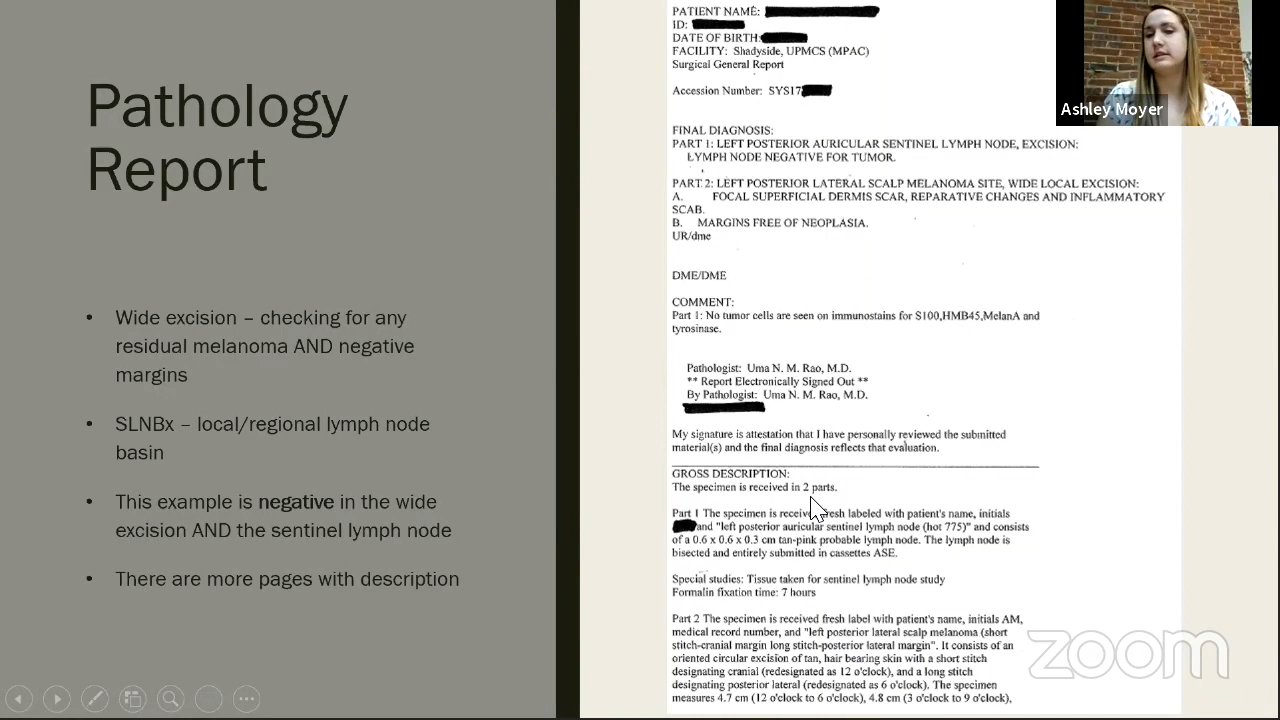 Pathology
Report
• Wide excision – checking for any
residual melanoma AND negative
margins
• SLNBx – local/regional lymph node
basin
• This example is negative in the wide
excision AND the sentinel lymph node
• There are more pages with description
PATIENT NAME:
ID:
DATE OF BIRTH:
FACILITY: Shadyside, UPMCS (MPAC)
Surgical General Report
Accession Number: SYS17
FINAL DIAGNOSIS:
PART 1: LEFT POSTERIOR AURICULAR SENTINEL LYMPH NODE, EXCISION:
LYMPH NODE NEGATIVE FOR TUMOR.
PART 2: LEFT POSTERIOR LATERAL SCALP MELANOMA SITE, WIDE LOCAL EXCISION:
A. FOCAL SUPERFICIAL DERMIS SCAR, REPARATIVE CHANGES AND INFLAMMATORY
SCAB.
B. MARGINS FREE OF NEOPLASIA.
UR/dme
DME/DME
COMMENT:
Part 1: No tumor cells are seen on immunostains for S100,HMB45,MelanA and
tyrosinase.
Pathologist: Uma N. M. Rao, M.D.
** Report Electronically Signed Out **
By Pathologist: Uma N. M. Rao, M.D.
My signature is attestation that I have personally reviewed the submitted
material(s) and the final diagnosis reflects that evaluation.
GROSS DESCRIPTION:
The specimen is received in 2 parts.
Part 1 The specimen is received fresh labeled with patient's name, initials
and "left posterior auricular sentinel lymph node (hot 775)" and consists
of a 0.6 x 0.6 x 0.3 cm tan-pink probable lymph node. The lymph node is
bisected and entirely submitted in cassettes ASE.
Special studies: Tissue taken for sentinel lymph node study
Formalin fixation time: 7 hours
Part 2 The specimen is received fresh label with patient's name, initials AM,
medical record number, and "left posterior lateral scalp melanoma (short
stitch-cranial margin long stitch-posterior lateral margin". It consists of an
oriented circular excision of tan, hair bearing skin with a short stitch
designating cranial (redesignated as 12 o'clock), and a long stitch
designating posterior lateral (redesignated as 6 o'clock). The specimen
measures 4.7 cm (12 o'clock to 6 o'clock), 4.8 cm (3 o'clock to 9 o'clock),
Ashley Moyer
zoom